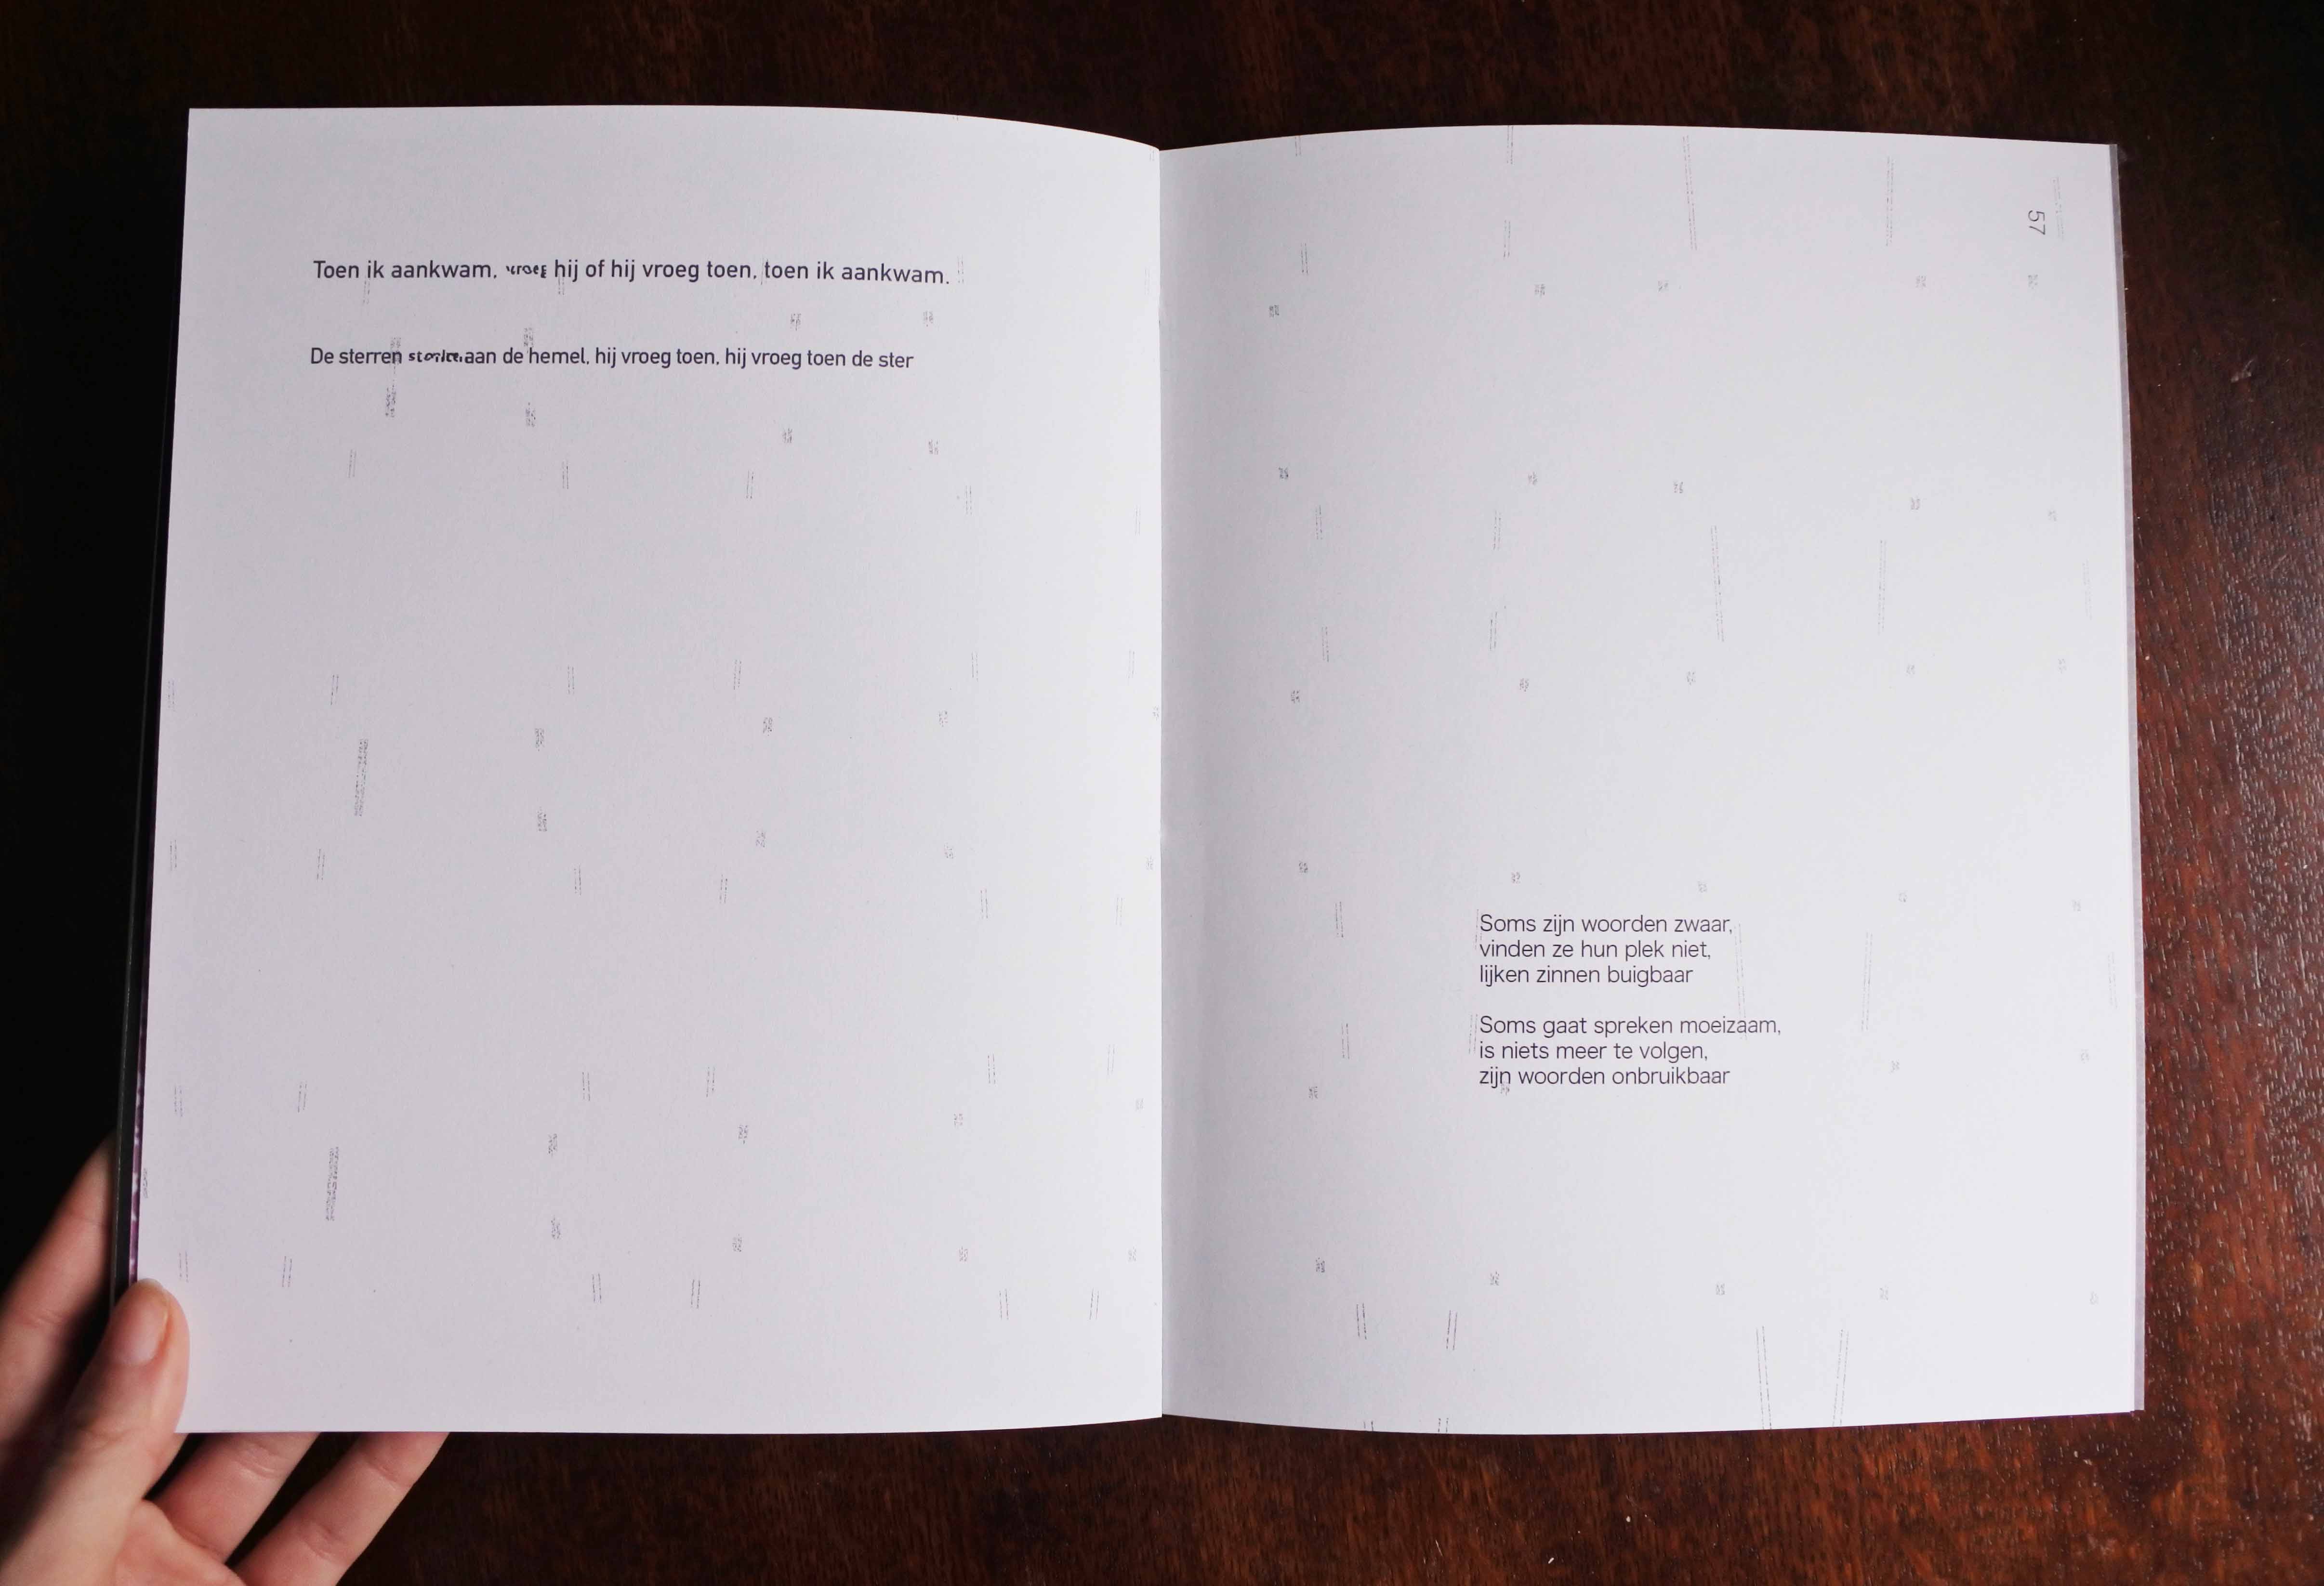 Toen ik aankwam, vroeg hij of hij vroeg toen, toen ik aankwam.
De sterren aan de hemel, hij vroeg toen, hij vroeg toen de ster
57
Soms zijn woorden zwaar,
vinden ze hun plek niet,
lijken zinnen buigbaar
Soms gaat spreken moeizaam,
is niets meer te volgen,
zijn woorden onbruikbaar